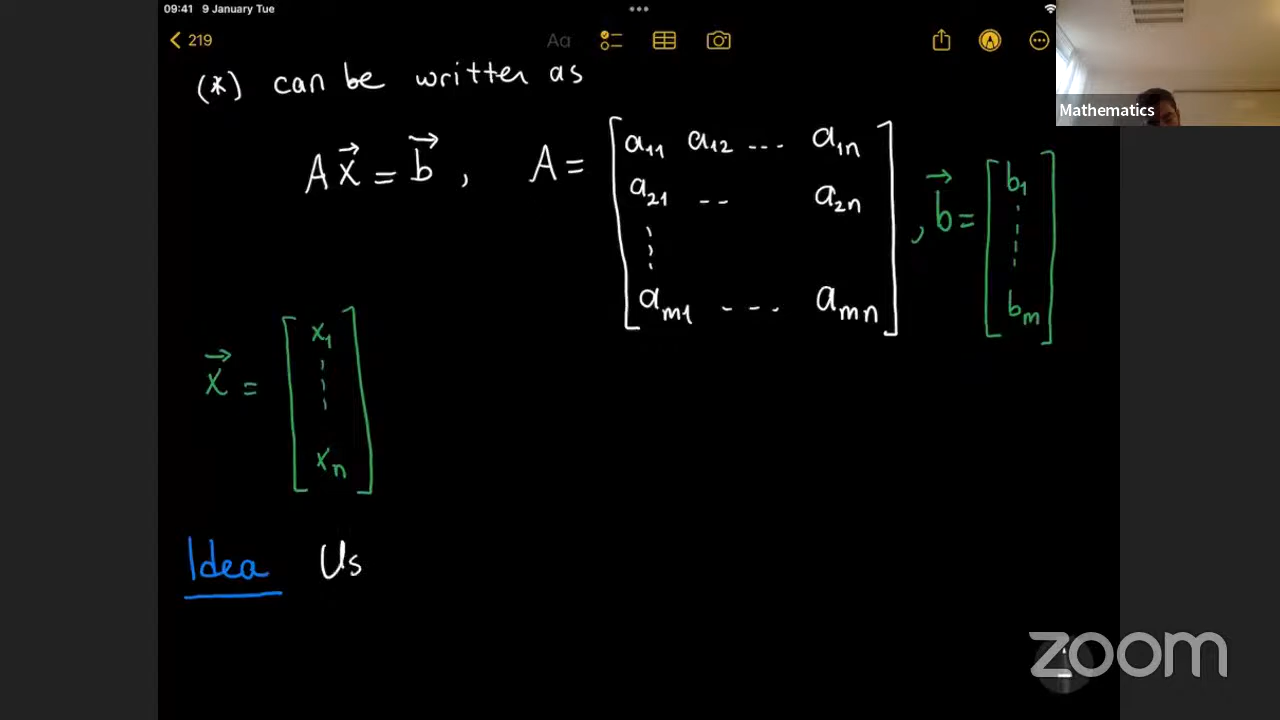 09:41 9 January Tue
219
Aa
Mathematics
(*) can be written as
A x⃗ = b⃗ , A = [ a₁₁ a₁₂ ... a₁ₙ
a₂₁ .. a₂ₙ
⋮
aₘ₁ ... aₘₙ ] , b⃗ = [ b₁
⋮
bₘ ]
x⃗ = [ x₁
⋮
xₙ ]
Idea Us
zoom